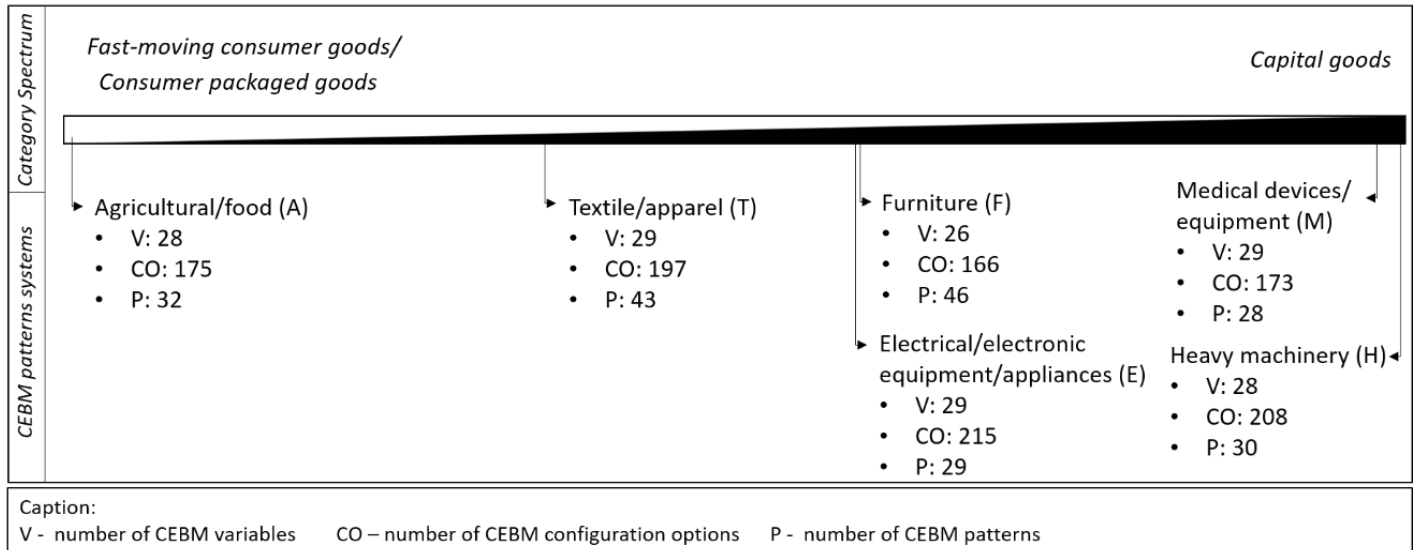 Category Spectrum
Fast-moving consumer goods/
Consumer packaged goods
Capital goods
CEBM patterns systems
Agricultural/food (A)
• V: 28
• CO: 175
• P: 32
Textile/apparel (T)
• V: 29
• CO: 197
• P: 43
Furniture (F)
• V: 26
• CO: 166
• P: 46
Electrical/electronic
equipment/appliances (E)
• V: 29
• CO: 215
• P: 29
Medical devices/
equipment (M)
• V: 29
• CO: 173
• P: 28
Heavy machinery (H)
• V: 28
• CO: 208
• P: 30
Caption:
V - number of CEBM variables CO – number of CEBM configuration options P - number of CEBM patterns